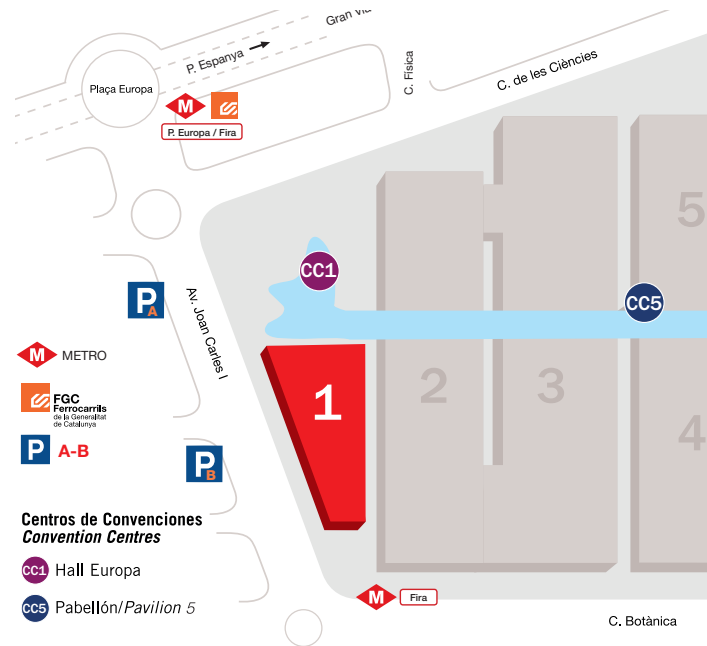 Gran Via
P. Espanya
Plaça Europa
M
P. Europa / Fira
C. Física
C. de les Ciències
5
CC1
CC5
P
A
Av. Joan Carles I
M METRO
FGC
Ferrocarrils
de la Generalitat
de Catalunya
P A-B
1
2
3
4
P
B
Centros de Convenciones
Convention Centres
CC1 Hall Europa
CC5 Pabellón/Pavilion 5
M Fira
C. Botànica